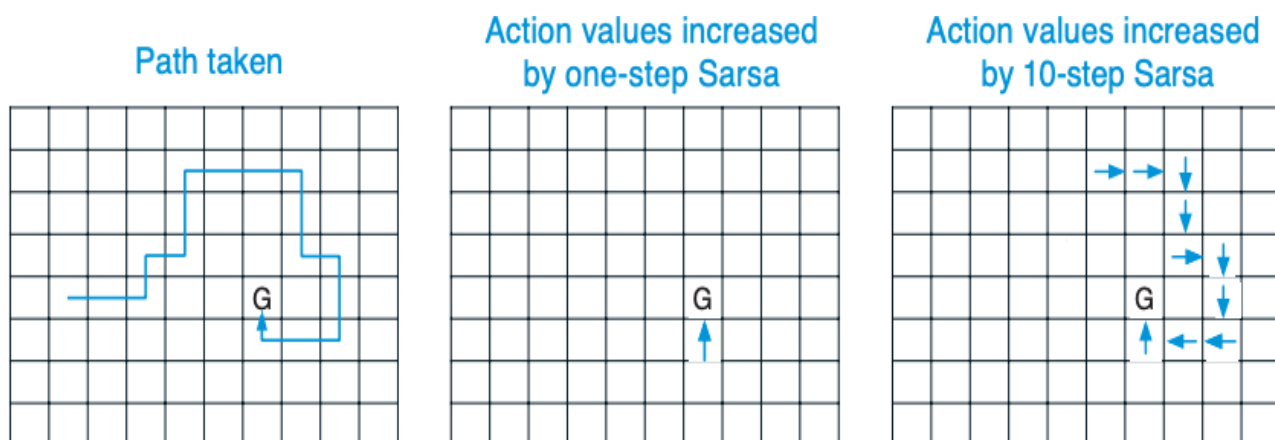 Path taken
Action values increased
by one-step Sarsa
Action values increased
by 10-step Sarsa
G
G
G